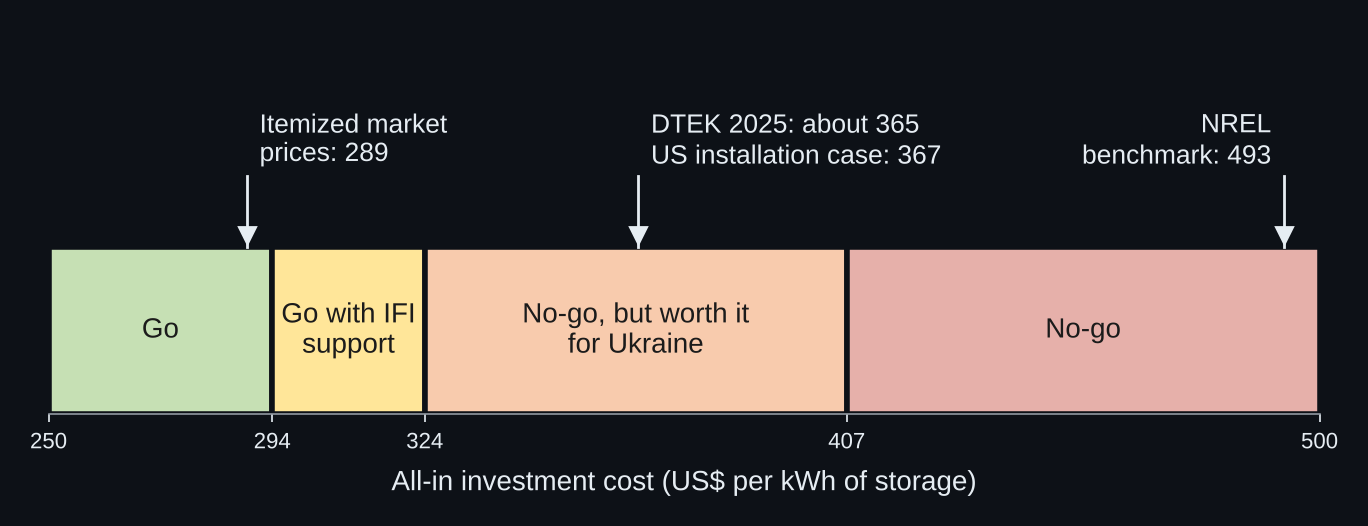 Itemized market
prices: 289
DTEK 2025: about 365
US installation case: 367
NREL
benchmark: 493
Go
Go with IFI
support
No-go, but worth it
for Ukraine
No-go
250
294
324
407
500
All-in investment cost (US$ per kWh of storage)